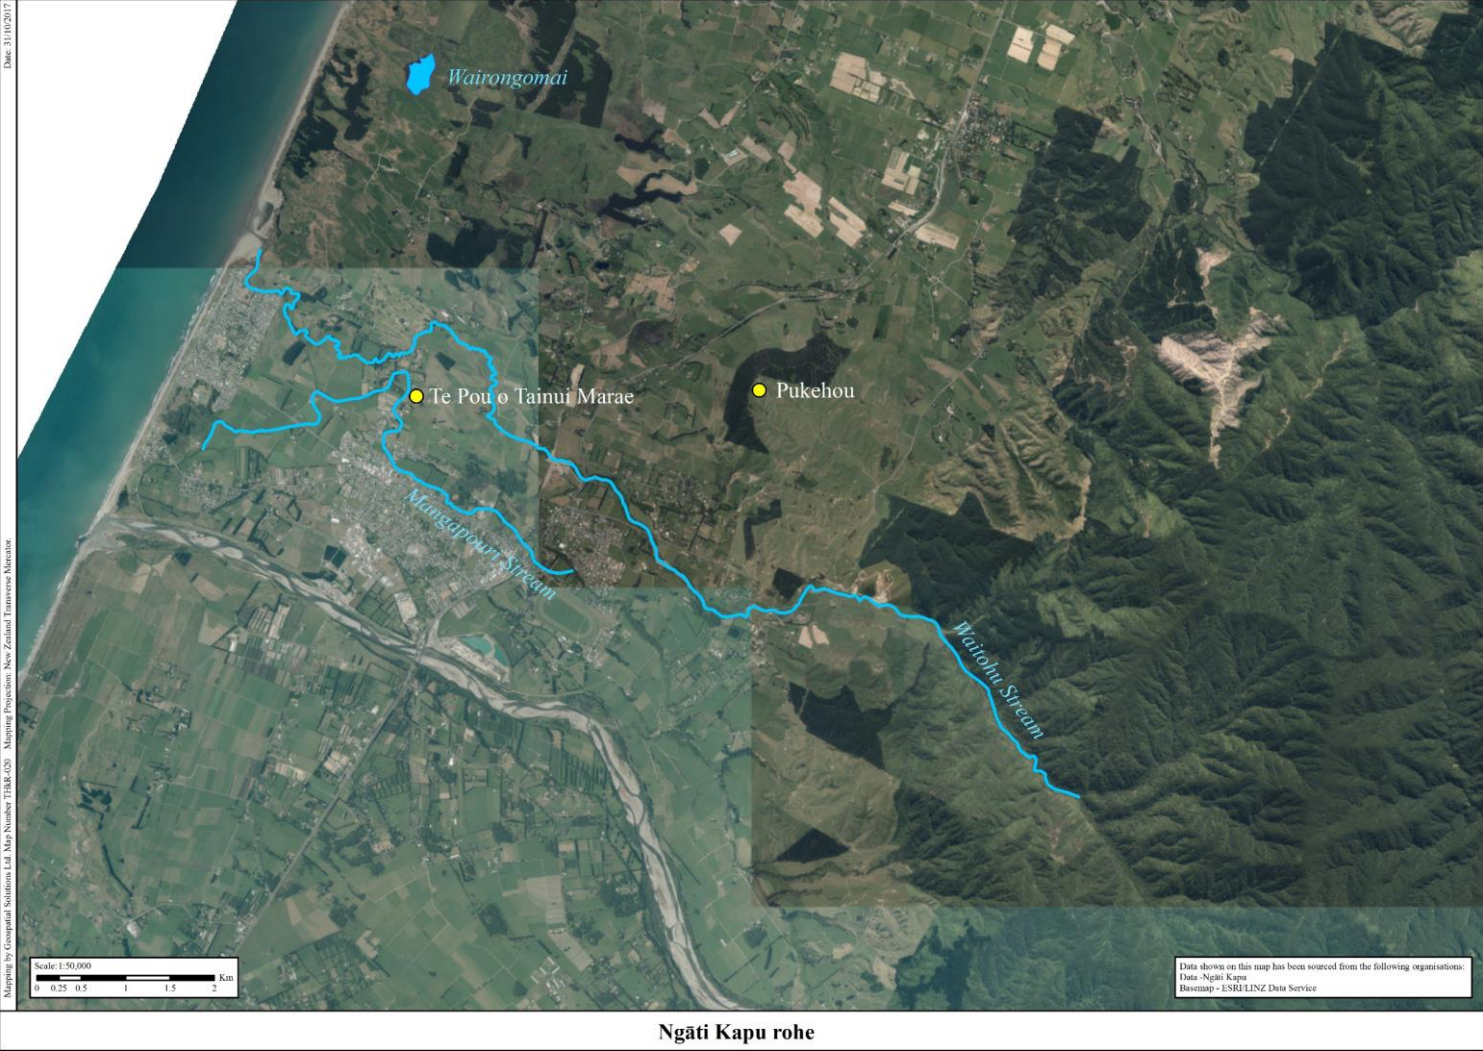 Date: 31/10/2017
Wairongomai
Te Pou o Tainui Marae
Pukehou
Mangapouri Stream
Waitohu Stream
Mapping by Geospatial Solutions Ltd. Map Number THkR-020 Mapping Projection: New Zealand Transverse Mercator.
Scale:1:50,000
Km
0 0.25 0.5 1 1.5 2
Data shown on this map has been sourced from the following organisations:
Data -Ngāti Kapu
Basemap - ESRI/LINZ Data Service
Ngāti Kapu rohe